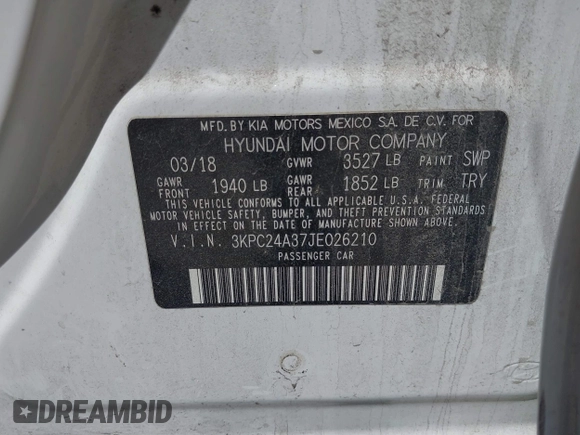 MFD. BY KIA MOTORS MEXICO S.A. DE C.V. FOR
HYUNDAI MOTOR COMPANY
03/18 GVWR 3527 LB PAINT SWP
GAWR FRONT 1940 LB GAWR REAR 1852 LB TRIM TRY
THIS VEHICLE CONFORMS TO ALL APPLICABLE U.S.A. FEDERAL
MOTOR VEHICLE SAFETY, BUMPER, AND THEFT PREVENTION STANDARDS
IN EFFECT ON THE DATE OF MANUFACTURE SHOWN ABOVE.
V.I.N. 3KPC24A37JE026210
PASSENGER CAR
DREAMBID